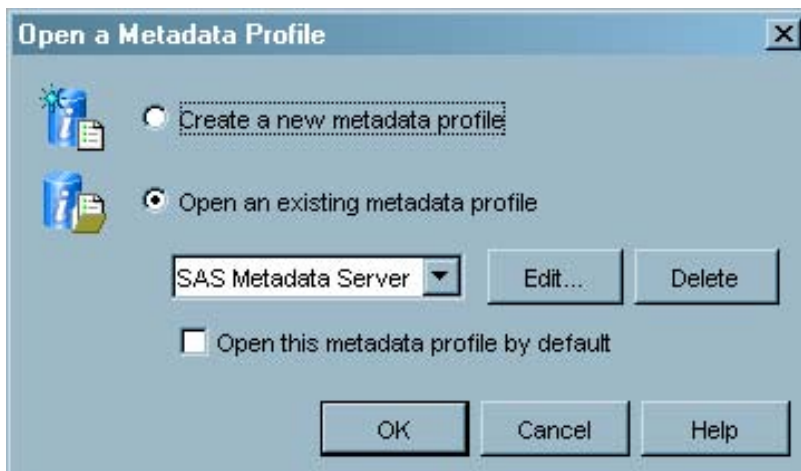 Open a Metadata Profile
Create a new metadata profile
Open an existing metadata profile
SAS Metadata Server Edit... Delete
Open this metadata profile by default
OK Cancel Help